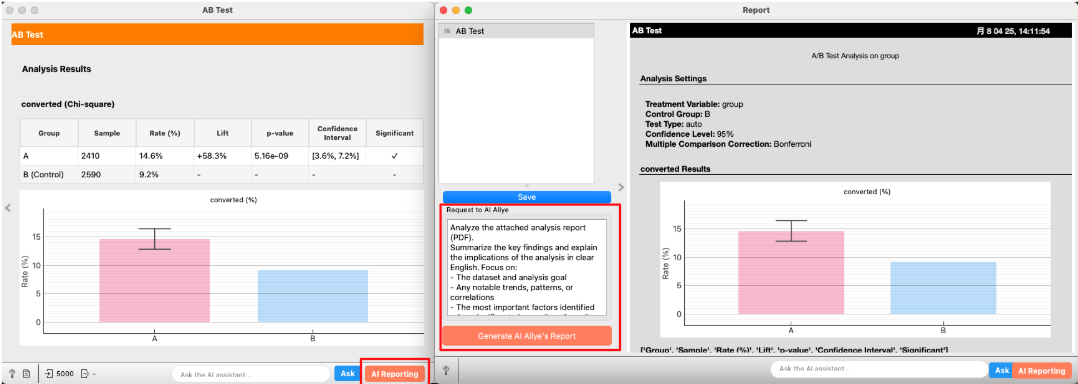 AB Test
AB Test
Analysis Results
converted (Chi-square)
Group Sample Rate (%) Lift p-value Confidence Interval Significant
A 2410 14.6% +58.3% 5.16e-09 [3.6%, 7.2%] ✓
B (Control) 2590 9.2% - - - -
converted (%)
Rate (%)
15
10
5
0
A B
5000 -
Ask the AI assistant...
Ask
AI Reporting
Report
AB Test
Save
Request to AI Allye
Analyze the attached analysis report
(PDF).
Summarize the key findings and explain
the implications of the analysis in clear
English. Focus on:
- The dataset and analysis goal
- Any notable trends, patterns, or
correlations
- The most important factors identified
Generate AI Allye's Report
AB Test 月 8 04 25, 14:11:54
A/B Test Analysis on group
Analysis Settings
Treatment Variable: group
Control Group: B
Test Type: auto
Confidence Level: 95%
Multiple Comparison Correction: Bonferroni
converted Results
converted (%)
Rate (%)
15
10
5
0
A B
['Group', 'Sample', 'Rate (%)', 'Lift', 'p-value', 'Confidence Interval', 'Significant']
Ask the AI assistant...
Ask
AI Reporting